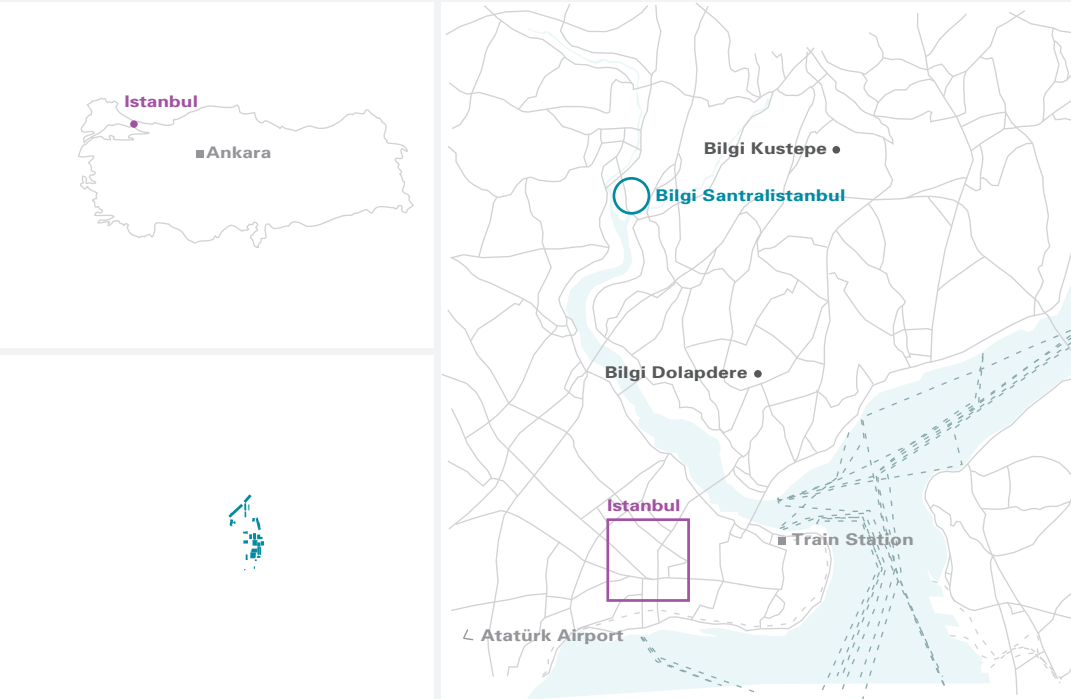 Istanbul
Ankara
Bilgi Kustepe
Bilgi Santralistanbul
Bilgi Dolapdere
Istanbul
Train Station
Atatürk Airport